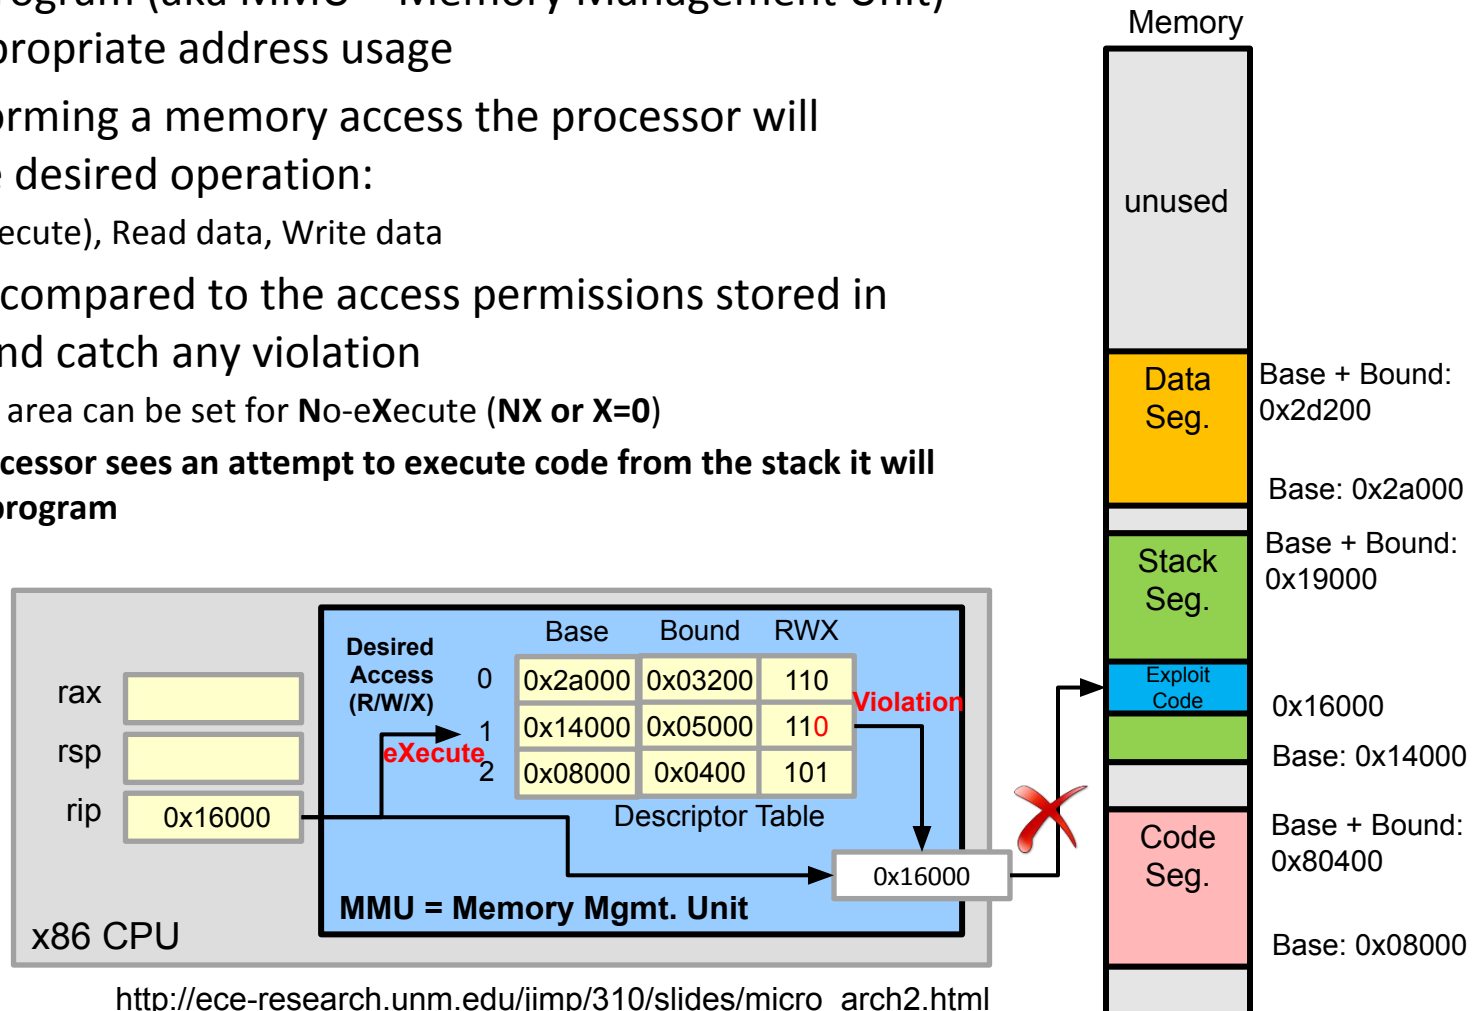 program (aka MMU – Memory Management Unit)
propriate address usage
orming a memory access the processor will
e desired operation:
ecute), Read data, Write data
compared to the access permissions stored in
nd catch any violation
area can be set for No-eXecute (NX or X=0)
cessor sees an attempt to execute code from the stack it will
program
Memory
unused
Data
Seg.
Base + Bound:
0x2d200
Base: 0x2a000
Stack
Seg.
Base + Bound:
0x19000
Exploit
Code
0x16000
Base: 0x14000
Code
Seg.
Base + Bound:
0x80400
Base: 0x08000
Desired
Access
(R/W/X)
Base Bound RWX
0 0x2a000 0x03200 110
1 0x14000 0x05000 110
2 0x08000 0x0400 101
eXecute
Violation
Descriptor Table
rax
rsp
rip 0x16000
0x16000
MMU = Memory Mgmt. Unit
x86 CPU
http://ece-research.unm.edu/jimp/310/slides/micro_arch2.html